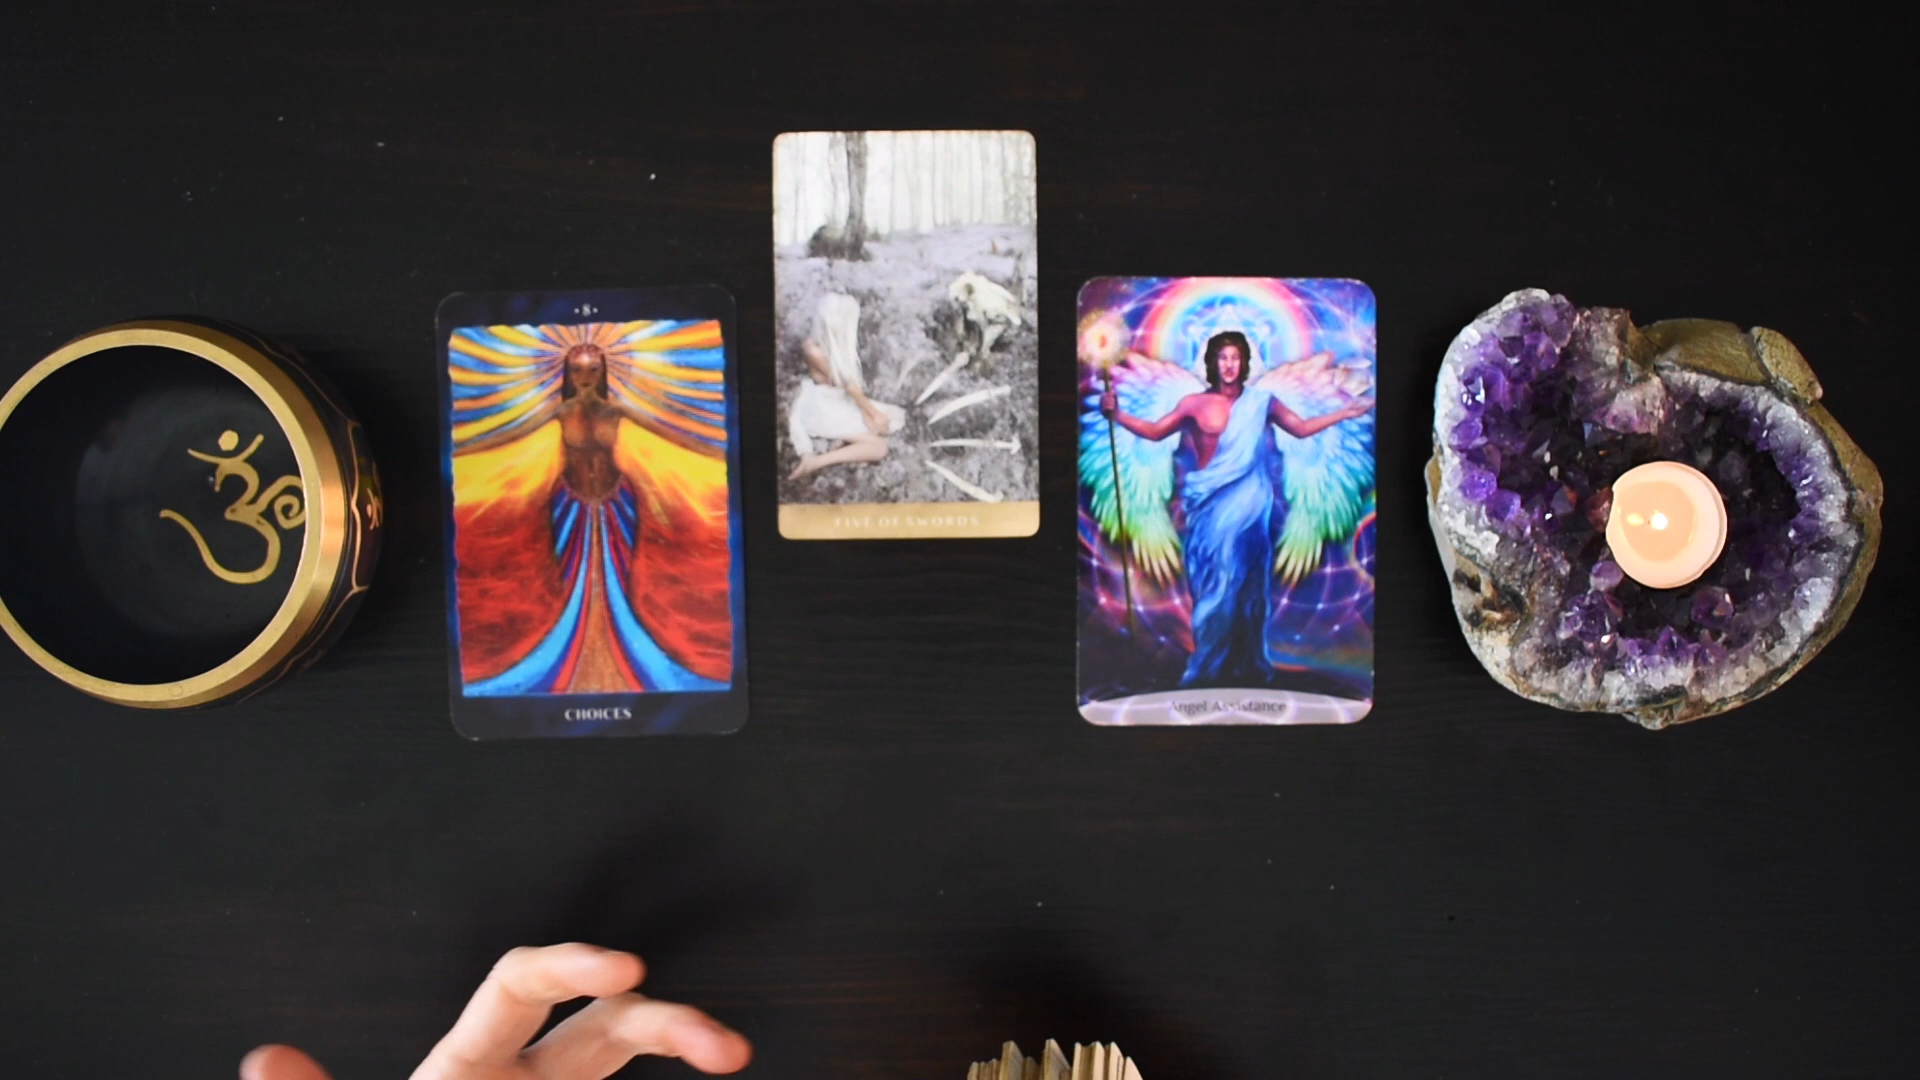 ॐ
·8·
CHOICES
FIVE OF SWORDS
Angel Assistance